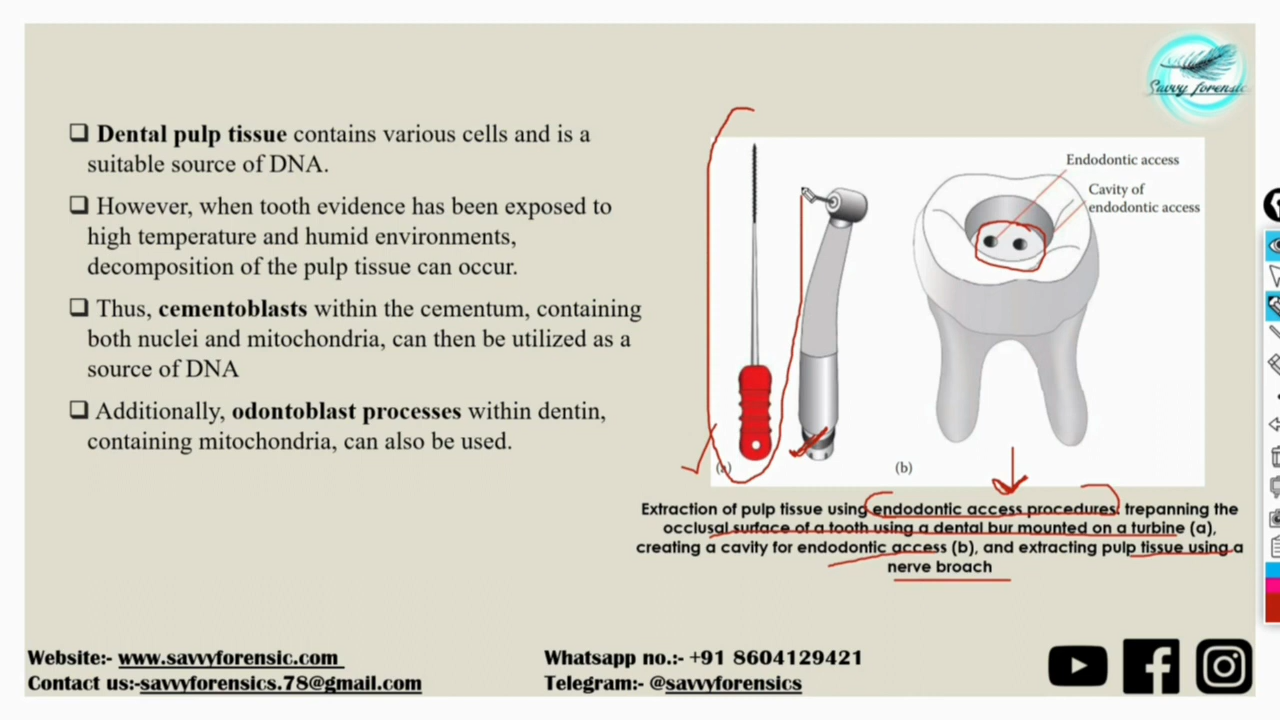 Savvy forensic
❑ Dental pulp tissue contains various cells and is a
suitable source of DNA.
❑ However, when tooth evidence has been exposed to
high temperature and humid environments,
decomposition of the pulp tissue can occur.
❑ Thus, cementoblasts within the cementum, containing
both nuclei and mitochondria, can then be utilized as a
source of DNA
❑ Additionally, odontoblast processes within dentin,
containing mitochondria, can also be used.
Endodontic access
Cavity of
endodontic access
(a)
(b)
Extraction of pulp tissue using endodontic access procedures: trepanning the
occlusal surface of a tooth using a dental bur mounted on a turbine (a),
creating a cavity for endodontic access (b), and extracting pulp tissue using a
nerve broach
Website:- www.savvyforensic.com
Contact us:-savvyforensics.78@gmail.com
Whatsapp no.:- +91 8604129421
Telegram:- @savvyforensics